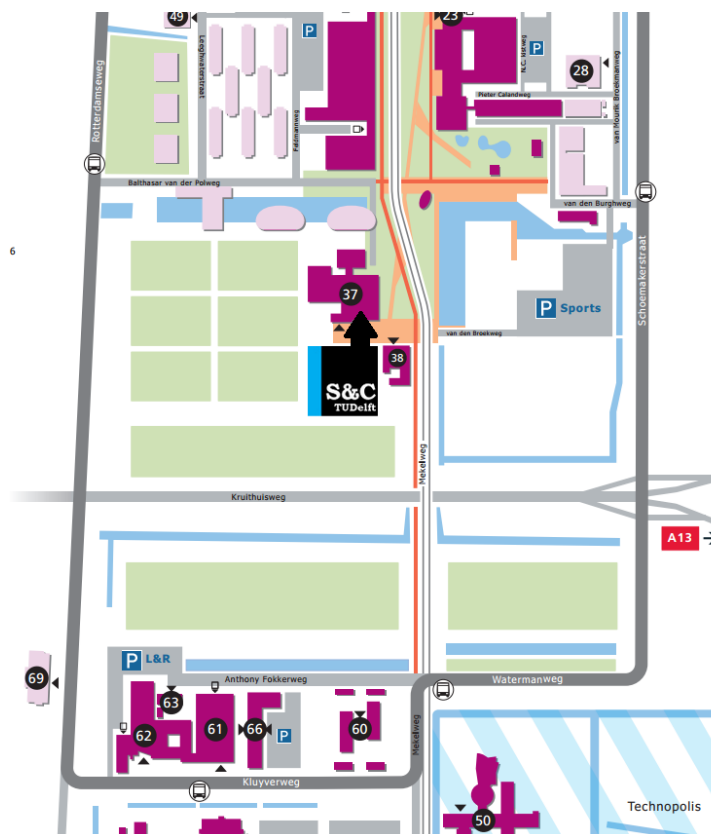 49
P
23
P
N.C. Kistweg
28
Leeghwaterstraat
Rotterdamseweg
Feldmannweg
van Mourik Broekmanweg
Pieter Calandweg
Balthasar van der Polweg
van den Burghweg
6
37
P Sports
Schoemakerstraat
van den Broekweg
38
S&C
TUDelft
Mekelweg
Kruithuisweg
A13
P L&R
69
Anthony Fokkerweg
Watermanweg
63
62
61
66
P
60
Mekelweg
Kluyverweg
Technopolis
50